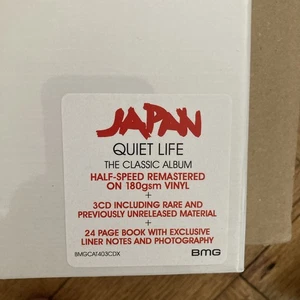 JAPAN
QUIET LIFE
THE CLASSIC ALBUM
HALF-SPEED REMASTERED
ON 180gsm VINYL
+
3CD INCLUDING RARE AND
PREVIOUSLY UNRELEASED MATERIAL
+
24 PAGE BOOK WITH EXCLUSIVE
LINER NOTES AND PHOTOGRAPHY
BMGCAT403CDX
BMG